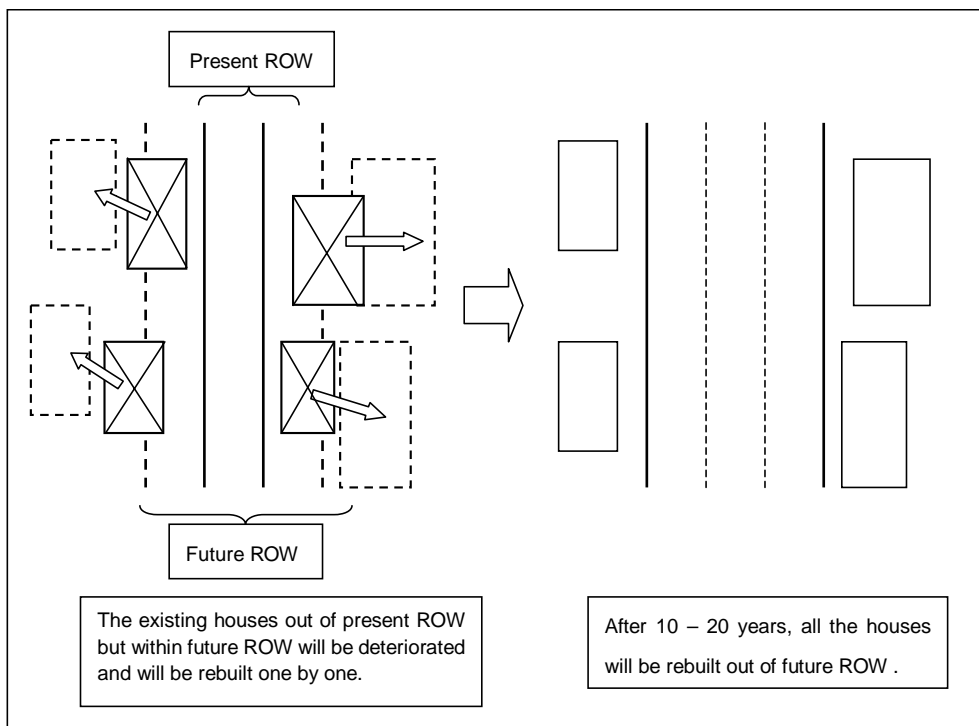 Present ROW
Future ROW
The existing houses out of present ROW
but within future ROW will be deteriorated
and will be rebuilt one by one.
After 10 – 20 years, all the houses
will be rebuilt out of future ROW .